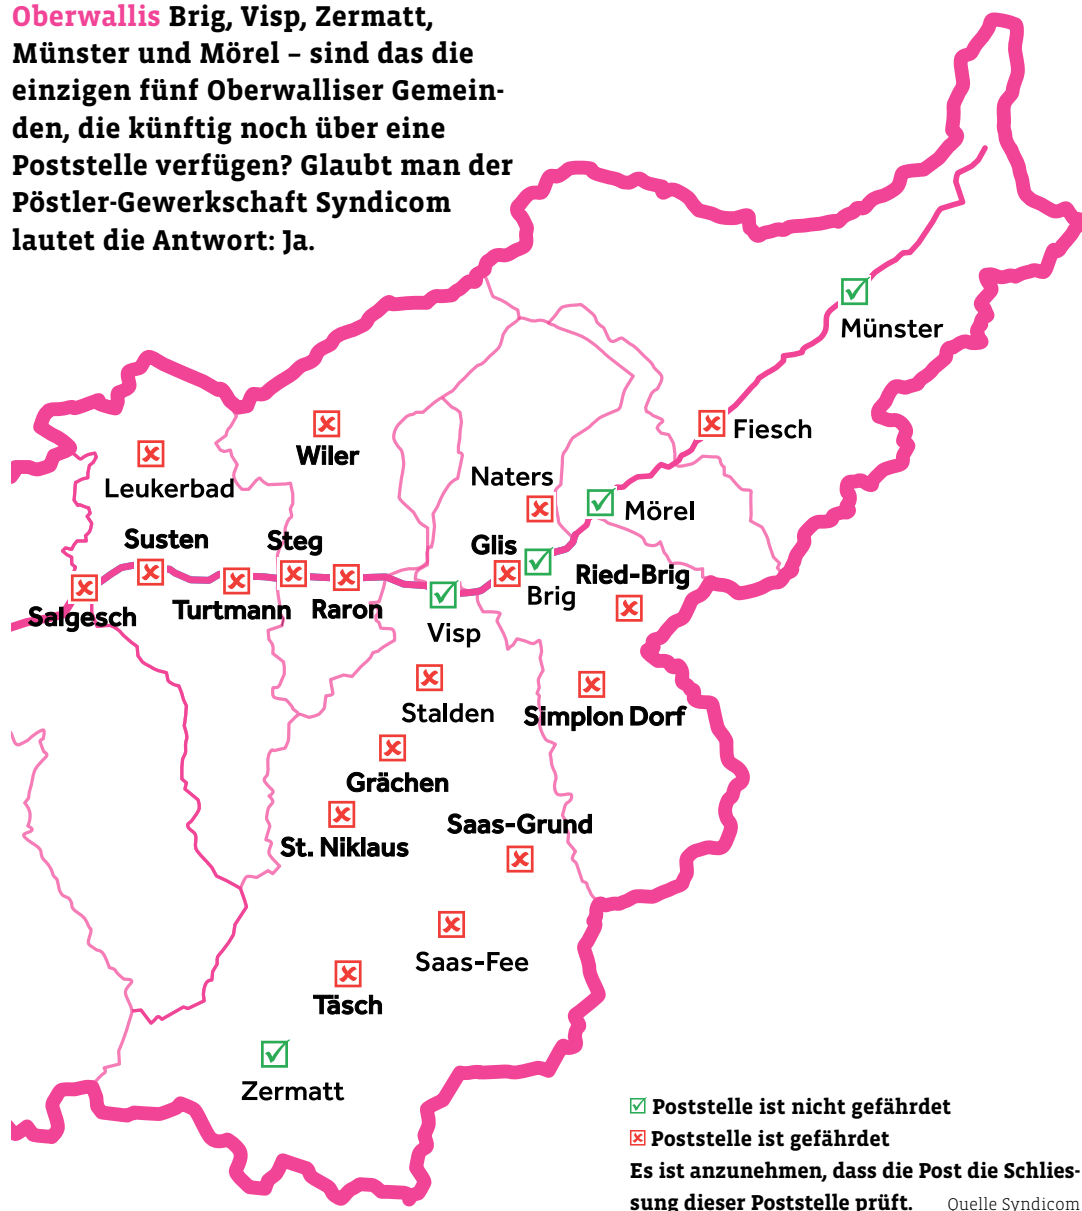 Oberwallis Brig, Visp, Zermatt,
Münster und Mörel – sind das die
einzigen fünf Oberwalliser Gemein-
den, die künftig noch über eine
Poststelle verfügen? Glaubt man der
Pöstler-Gewerkschaft Syndicom
lautet die Antwort: Ja.
Münster
Fiesch
Wiler
Leukerbad
Naters
Mörel
Susten
Steg
Glis
Brig
Ried-Brig
Salgesch
Turtmann
Raron
Visp
Stalden
Simplon Dorf
Grächen
Saas-Grund
St. Niklaus
Saas-Fee
Täsch
Zermatt
Poststelle ist nicht gefährdet
Poststelle ist gefährdet
Es ist anzunehmen, dass die Post die Schlies-
sung dieser Poststelle prüft. Quelle Syndicom